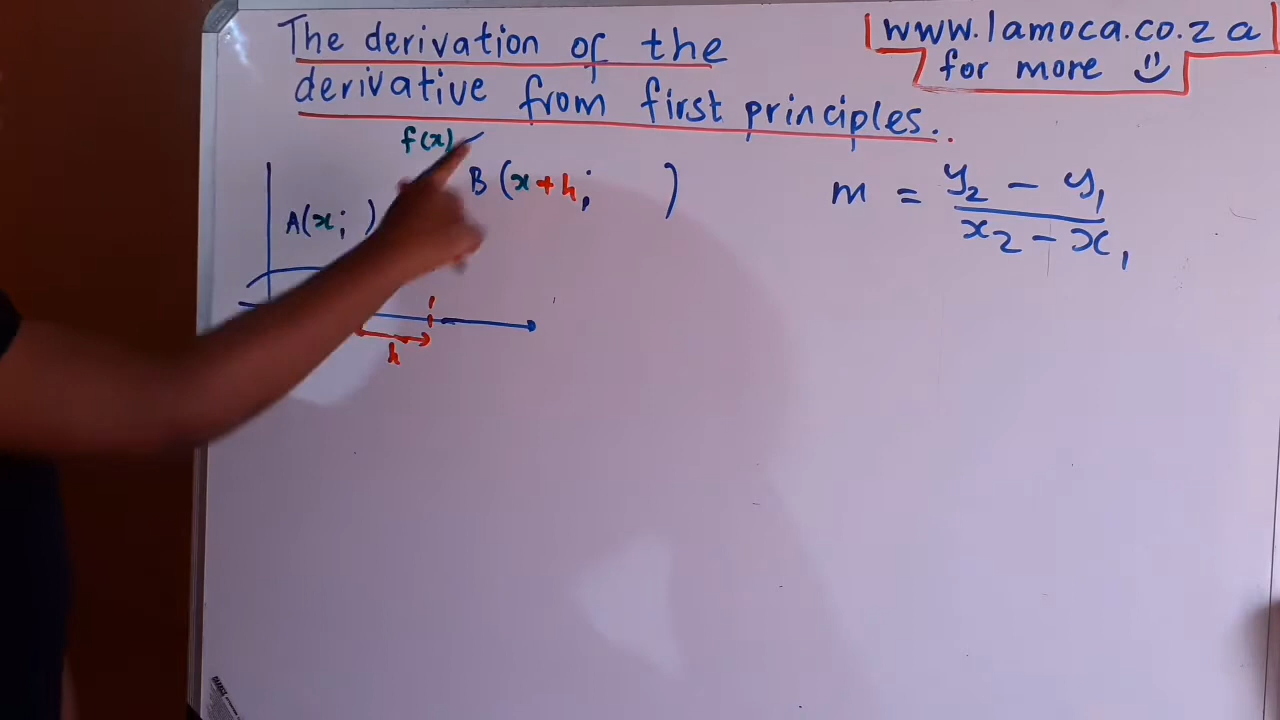 The derivation of the
derivative from first principles.
www.lamoca.co.za
for more
f(x)
B (x+h; )
A(x; )
h
m = y₂ - y₁
x₂ - x₁